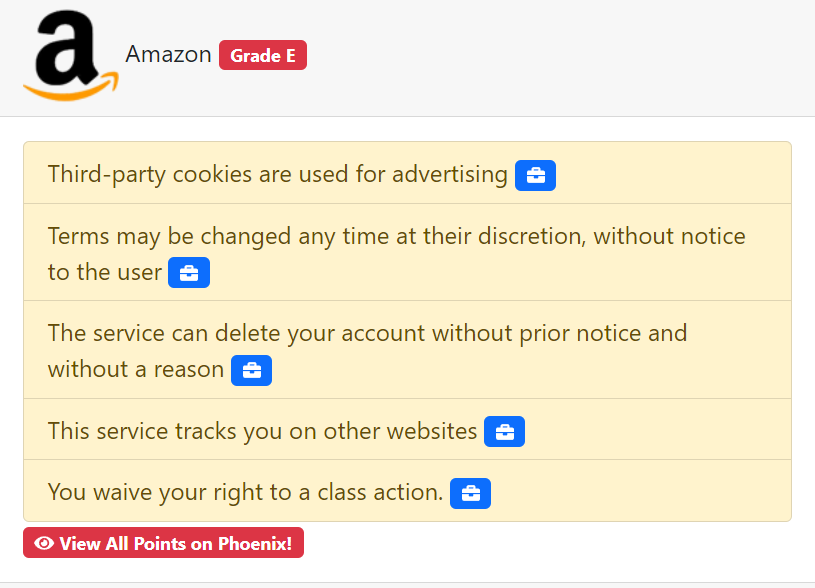 Amazon Grade E
Third-party cookies are used for advertising
Terms may be changed any time at their discretion, without notice
to the user
The service can delete your account without prior notice and
without a reason
This service tracks you on other websites
You waive your right to a class action.
View All Points on Phoenix!